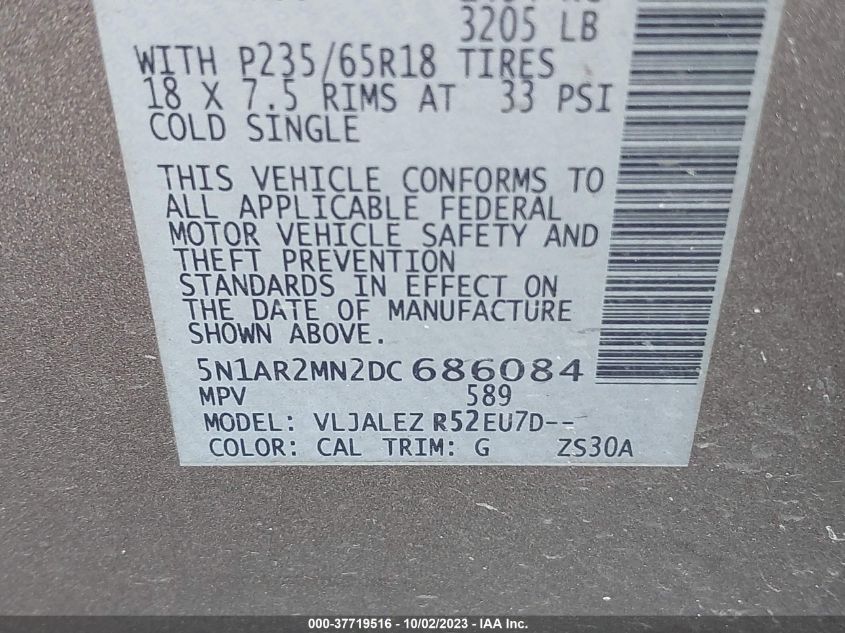 3205 LB
WITH P235/65R18 TIRES
18 X 7.5 RIMS AT 33 PSI
COLD SINGLE
THIS VEHICLE CONFORMS TO
ALL APPLICABLE FEDERAL
MOTOR VEHICLE SAFETY AND
THEFT PREVENTION
STANDARDS IN EFFECT ON
THE DATE OF MANUFACTURE
SHOWN ABOVE.
5N1AR2MN2DC686084
MPV 589
MODEL: VLJALEZ R52EU7D--
COLOR: CAL TRIM: G ZS30A
000-37719516 - 10/02/2023 - IAA Inc.